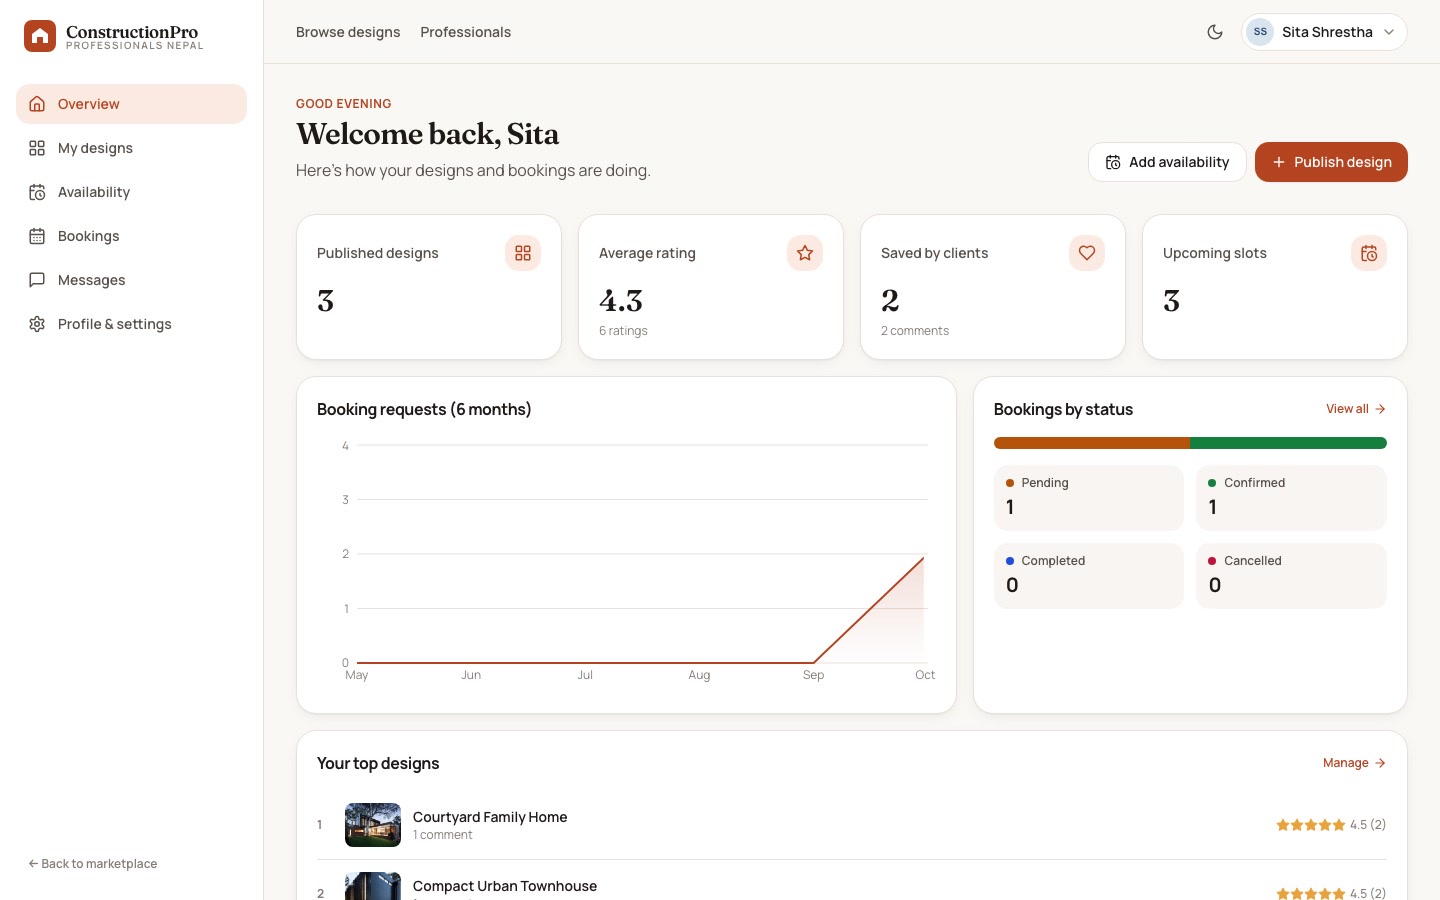 ConstructionPro
PROFESSIONALS NEPAL
Overview
My designs
Availability
Bookings
Messages
Profile & settings
← Back to marketplace
Browse designs
Professionals
SS
Sita Shrestha
GOOD EVENING
Welcome back, Sita
Here's how your designs and bookings are doing.
Add availability
Publish design
Published designs
3
Average rating
4.3
6 ratings
Saved by clients
2
2 comments
Upcoming slots
3
Booking requests (6 months)
4
3
2
1
0
May Jun Jul Aug Sep Oct
Bookings by status
View all →
Pending
1
Confirmed
1
Completed
0
Cancelled
0
Your top designs
Manage →
1
Courtyard Family Home
1 comment
4.5 (2)
2
Compact Urban Townhouse
4.5 (2)